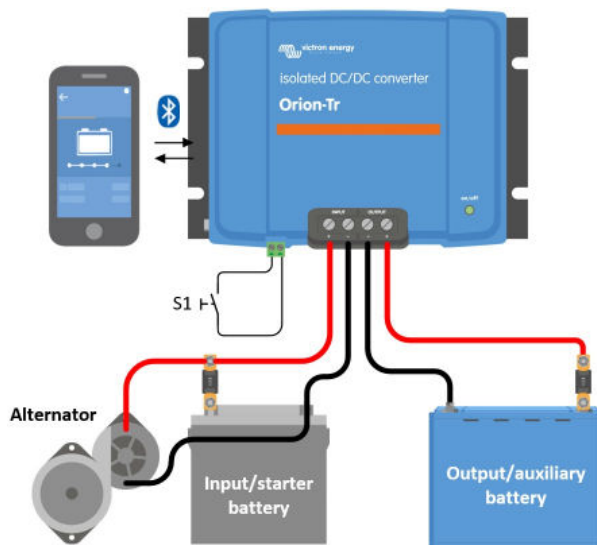 victron energy
isolated DC/DC converter
Orion-Tr
on/off
INPUT
OUTPUT
+ - - +
S1
Alternator
Input/starter
battery
Output/auxiliary
battery